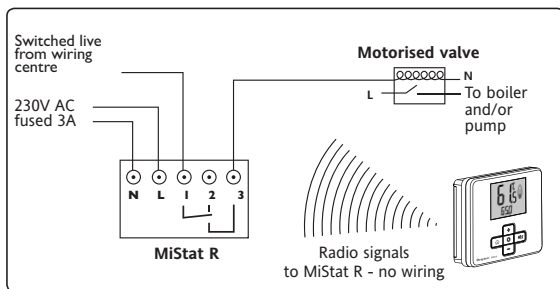 Switched live
from wiring
centre
230V AC
fused 3A
Motorised valve
N
L
To boiler
and/or
pump
N L 1 2 3
MiStat R
Radio signals
to MiStat R - no wiring